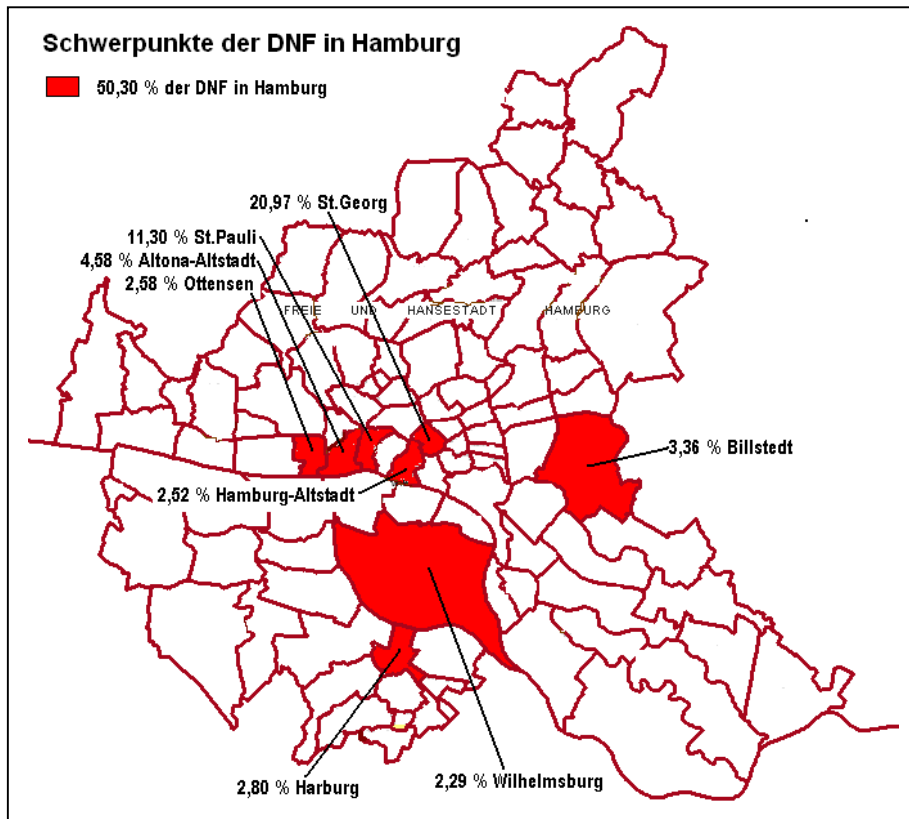 Schwerpunkte der DNF in Hamburg
50,30 % der DNF in Hamburg
20,97 % St.Georg
11,30 % St.Pauli
4,58 % Altona-Altstadt
2,58 % Ottensen
FREIE UND HANSESTADT HAMBURG
3,36 % Billstedt
2,52 % Hamburg-Altstadt
2,80 % Harburg
2,29 % Wilhelmsburg